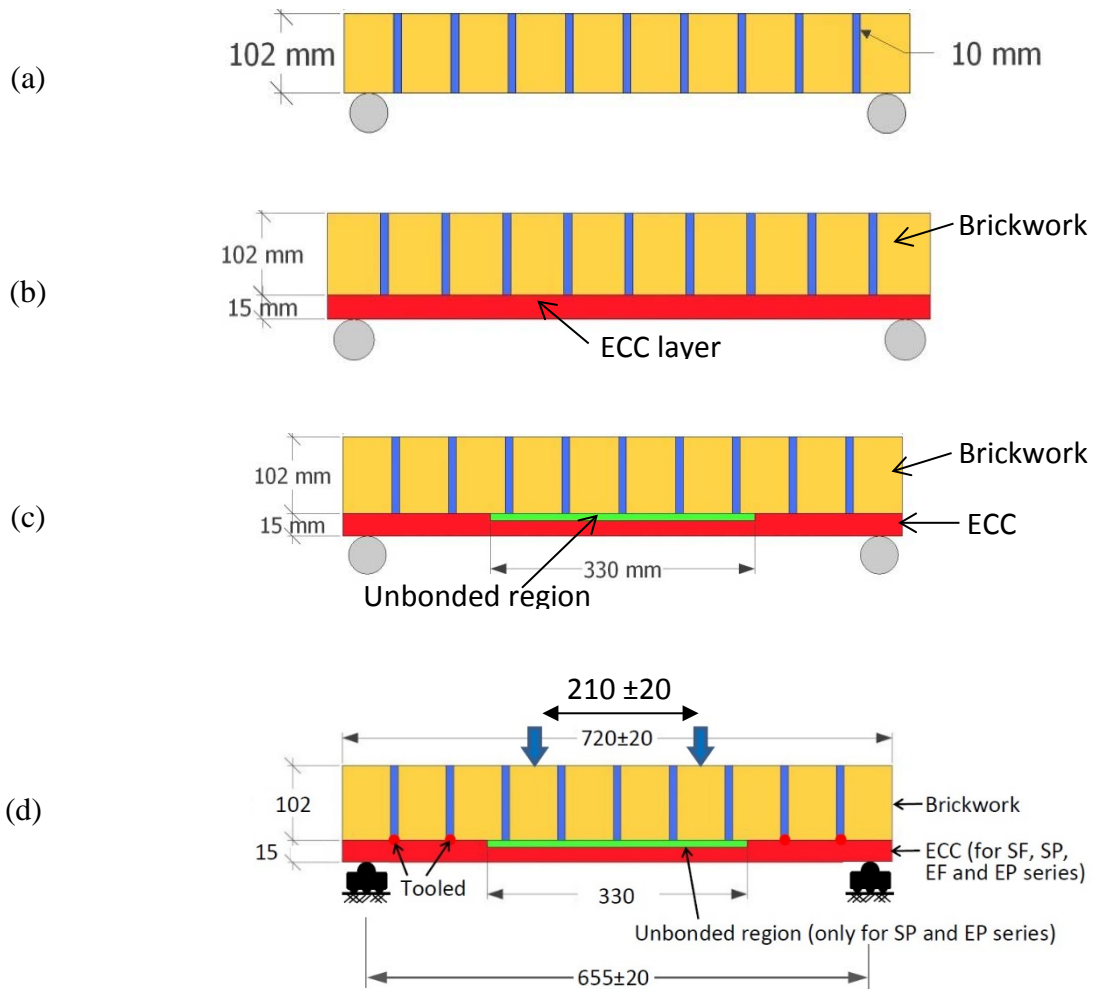 (a)
102 mm
10 mm
(b)
102 mm
15 mm
Brickwork
ECC layer
(c)
102 mm
15 mm
Brickwork
ECC
330 mm
Unbonded region
(d)
210 ±20
720±20
102
15
Brickwork
ECC (for SF, SP,
EF and EP series)
Tooled
330
Unbonded region (only for SP and EP series)
655±20